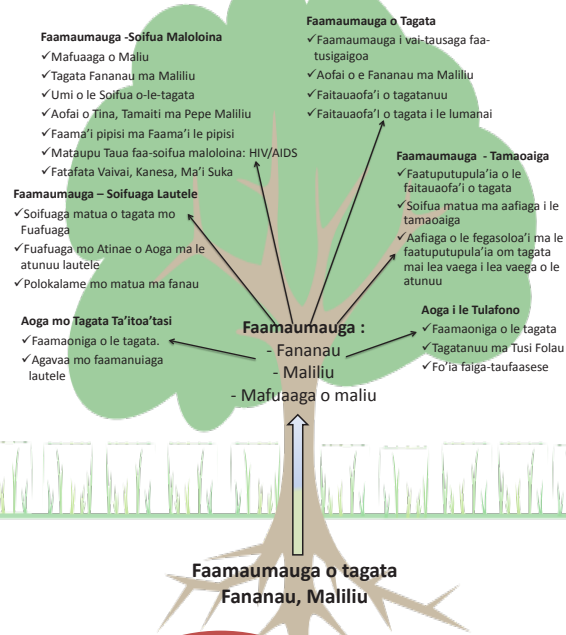 Faamaumauga -Soifua Maloloina
✓Mafuaaga o Maliu
✓Tagata Fananau ma Maliliu
✓Umi o le Soifua o-le-tagata
✓Aofai o Tina, Tamaiti ma Pepe Maliliu
✓Faama'i pipisi ma Faama'i le pipisi
✓Mataupu Taua faa-soifua maloloina: HIV/AIDS
✓Fatafata Vaivai, Kanesa, Ma'i Suka
Faamaumauga o Tagata
✓Faamaumauga i vai-tausaga faa-
tusigaigoa
✓Aofai o e Fananau ma Maliliu
✓Faitauaofa'i o tagatanuu
✓Faitauaofa'I o tagata i le lumanai
Faamaumauga - Tamaoaiga
✓Faatuputupula'ia o le
faitauaofa'i o tagata
✓Soifua matua ma aafiaga i le
tamaoaiga
✓Aafiaga o le fegasoloa'i ma le
faatuputupula'ia om tagata
mai lea vaega i lea vaega o le
atunuu
Faamaumauga – Soifuaga Lautele
✓Soifuaga matua o tagata mo
Fuafuaga
✓Fuafuaga mo Atinae o Aoga ma le
atunuu lautele
✓Polokalame mo matua ma fanau
Aoga mo Tagata Ta'itoa'tasi
✓Faamaoniga o le tagata.
✓Agavaa mo faamanuiaga
lautele
Faamaumauga :
- Fananau
- Maliliu
- Mafuaaga o maliu
Aoga i le Tulafono
✓Faamaoniga o le tagata
✓Tagatanuu ma Tusi Folau
✓Fo'ia faiga-taufaasese
Faamaumauga o tagata
Fananau, Maliliu